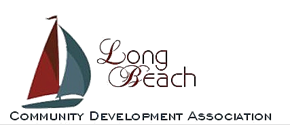 Long
Beach
Community Development Association